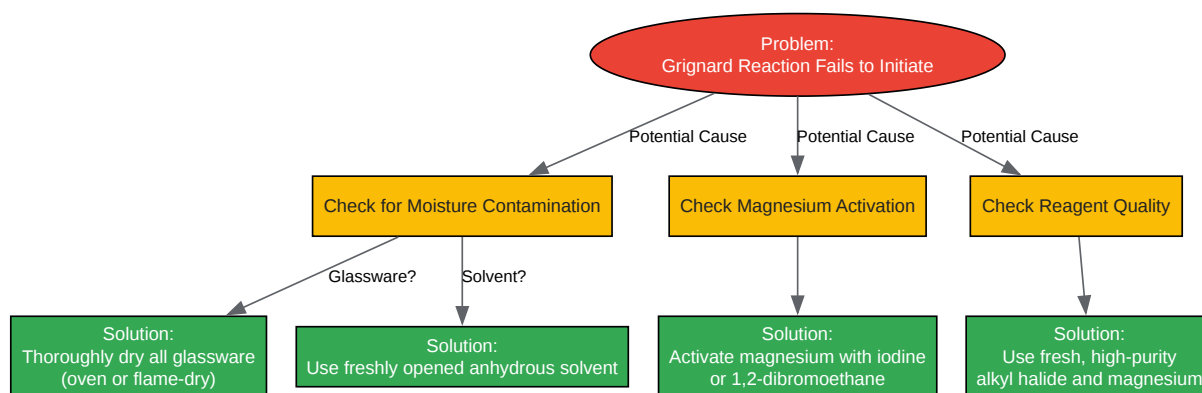 Problem:
Grignard Reaction Fails to Initiate
Potential Cause
Potential Cause
Potential Cause
Check for Moisture Contamination
Check Magnesium Activation
Check Reagent Quality
Glassware?
Solvent?
Solution:
Thoroughly dry all glassware
(oven or flame-dry)
Solution:
Use freshly opened anhydrous solvent
Solution:
Activate magnesium with iodine
or 1,2-dibromoethane
Solution:
Use fresh, high-purity
alkyl halide and magnesium